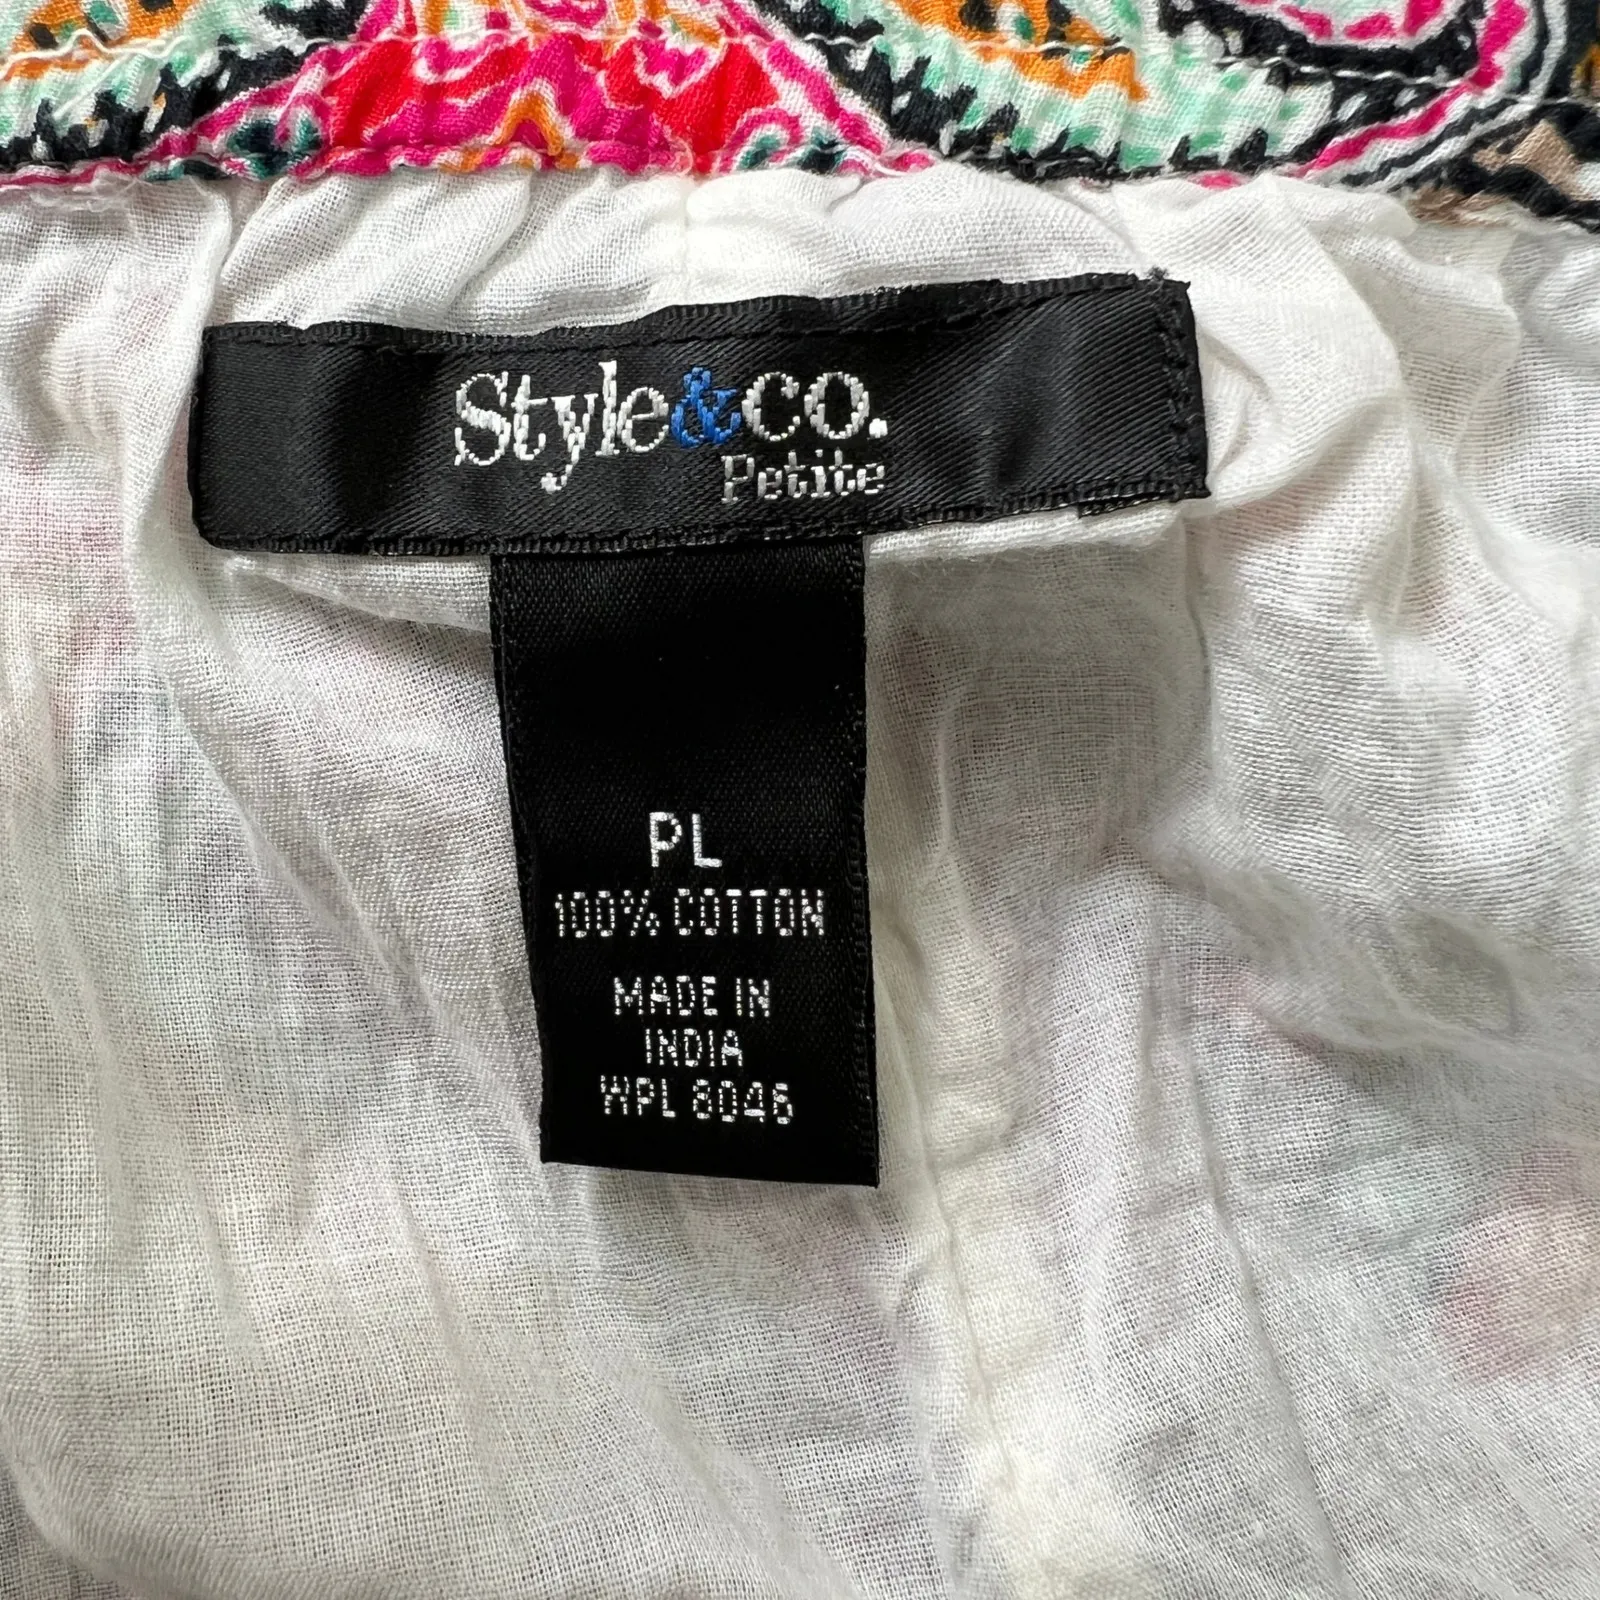 Style&co.
Petite
PL
100% COTTON
MADE IN
INDIA
WPL 8046